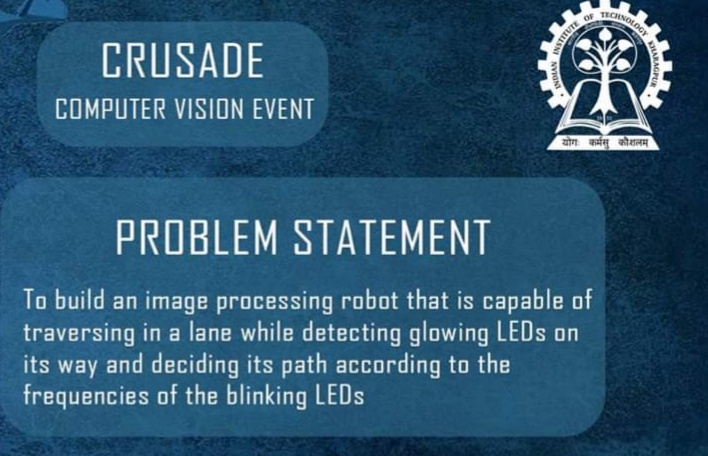 CRUSADE
COMPUTER VISION EVENT
INDIAN INSTITUTE OF TECHNOLOGY KHARAGPUR
योगः कर्मसु कौशलम्
PROBLEM STATEMENT
To build an image processing robot that is capable of
traversing in a lane while detecting glowing LEDs on
its way and deciding its path according to the
frequencies of the blinking LEDs